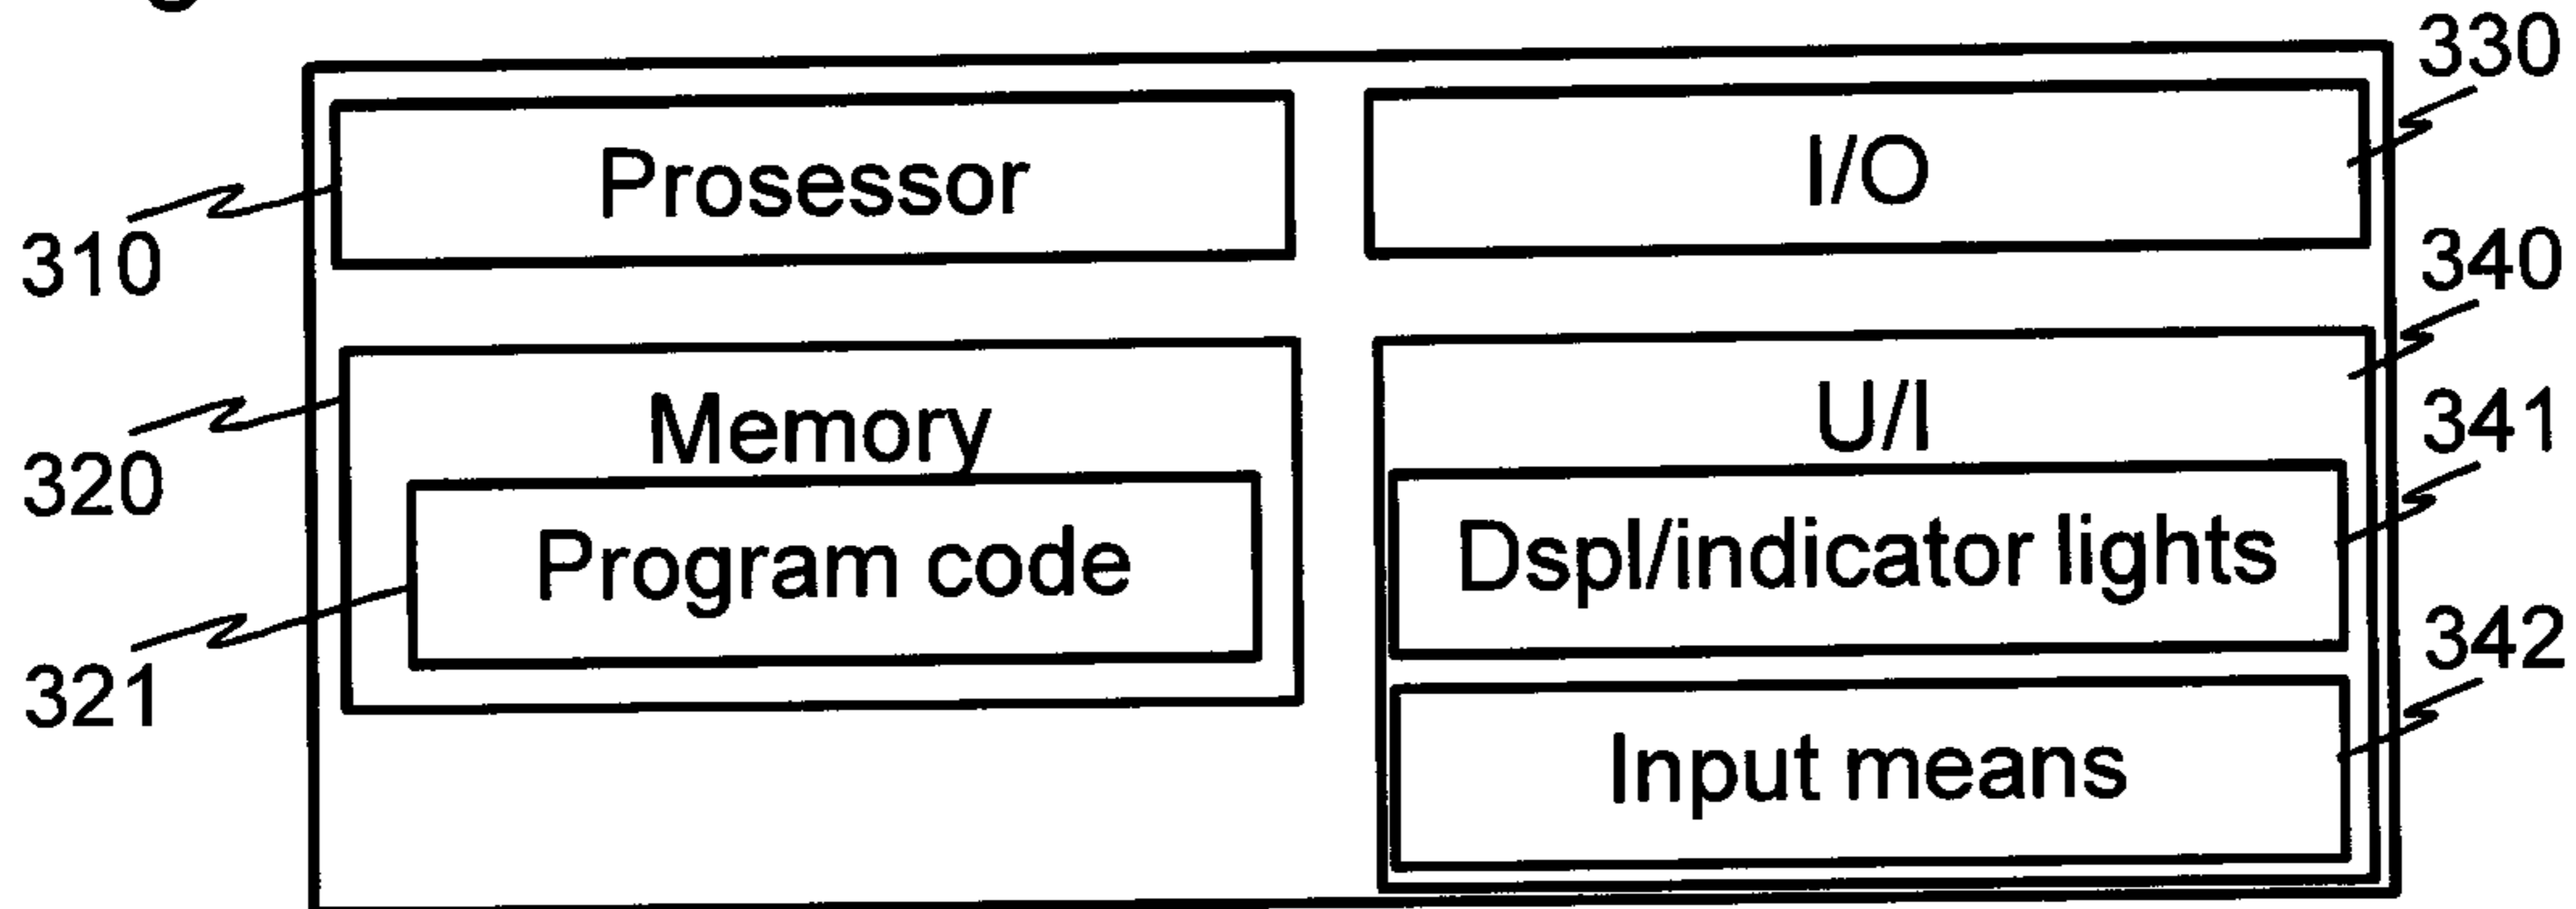 330
Prosessor
I/O
310
340
Memory
U/I
341
320
Program code
Dspl/indicator lights
342
321
Input means